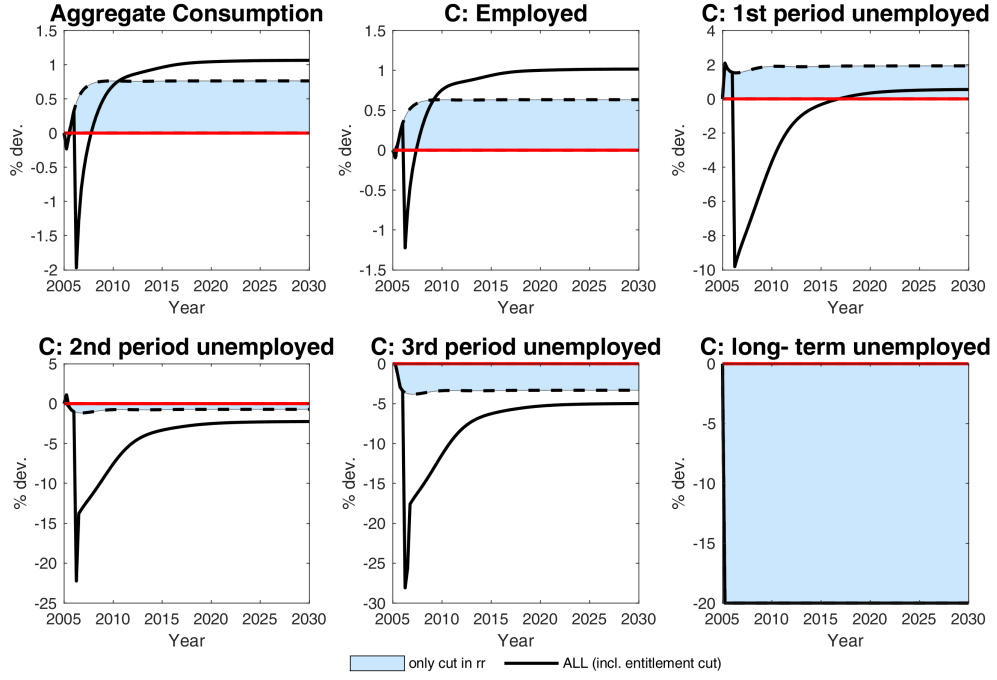 Aggregate Consumption
1.5
1
0.5
0
-0.5
-1
-1.5
-2
% dev.
2005 2010 2015 2020 2025 2030
Year
C: Employed
1.5
1
0.5
0
-0.5
-1
-1.5
% dev.
2005 2010 2015 2020 2025 2030
Year
C: 1st period unemployed
4
2
0
-2
-4
-6
-8
-10
% dev.
2005 2010 2015 2020 2025 2030
Year
C: 2nd period unemployed
5
0
-5
-10
-15
-20
-25
% dev.
2005 2010 2015 2020 2025 2030
Year
C: 3rd period unemployed
0
-5
-10
-15
-20
-25
-30
% dev.
2005 2010 2015 2020 2025 2030
Year
C: long- term unemployed
0
-5
-10
-15
-20
% dev.
2005 2010 2015 2020 2025 2030
Year
only cut in rr ALL (incl. entitlement cut)